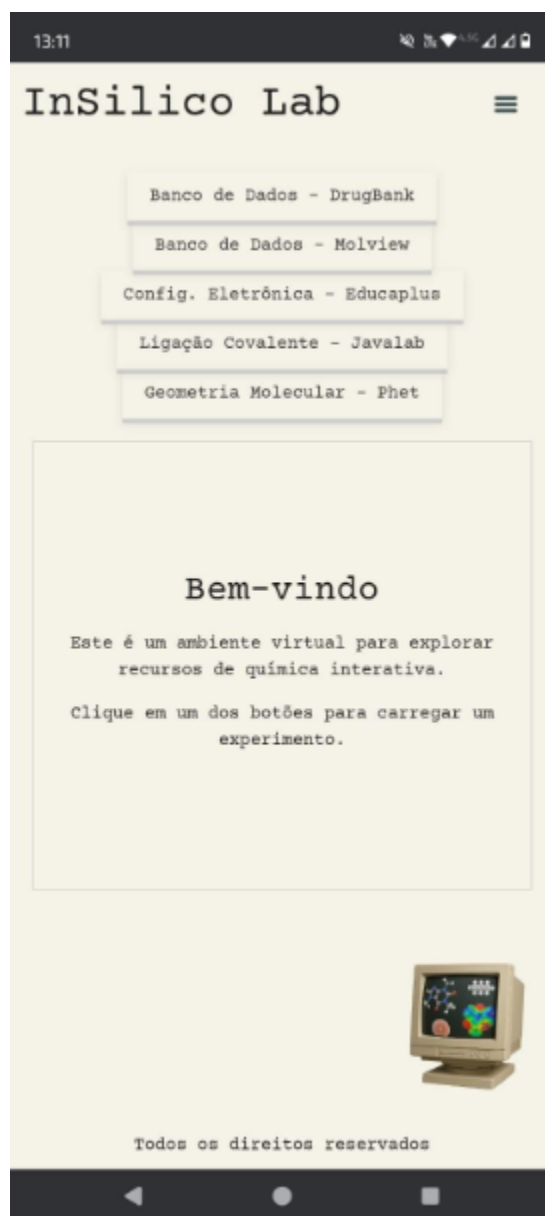 13:11
InSilico Lab
Banco de Dados - DrugBank
Banco de Dados - Molview
Config. Eletrônica - Educaplus
Ligação Covalente - Javalab
Geometria Molecular - Phet
Bem-vindo
Este é um ambiente virtual para explorar
recursos de química interativa.
Clique em um dos botões para carregar um
experimento.
Todos os direitos reservados